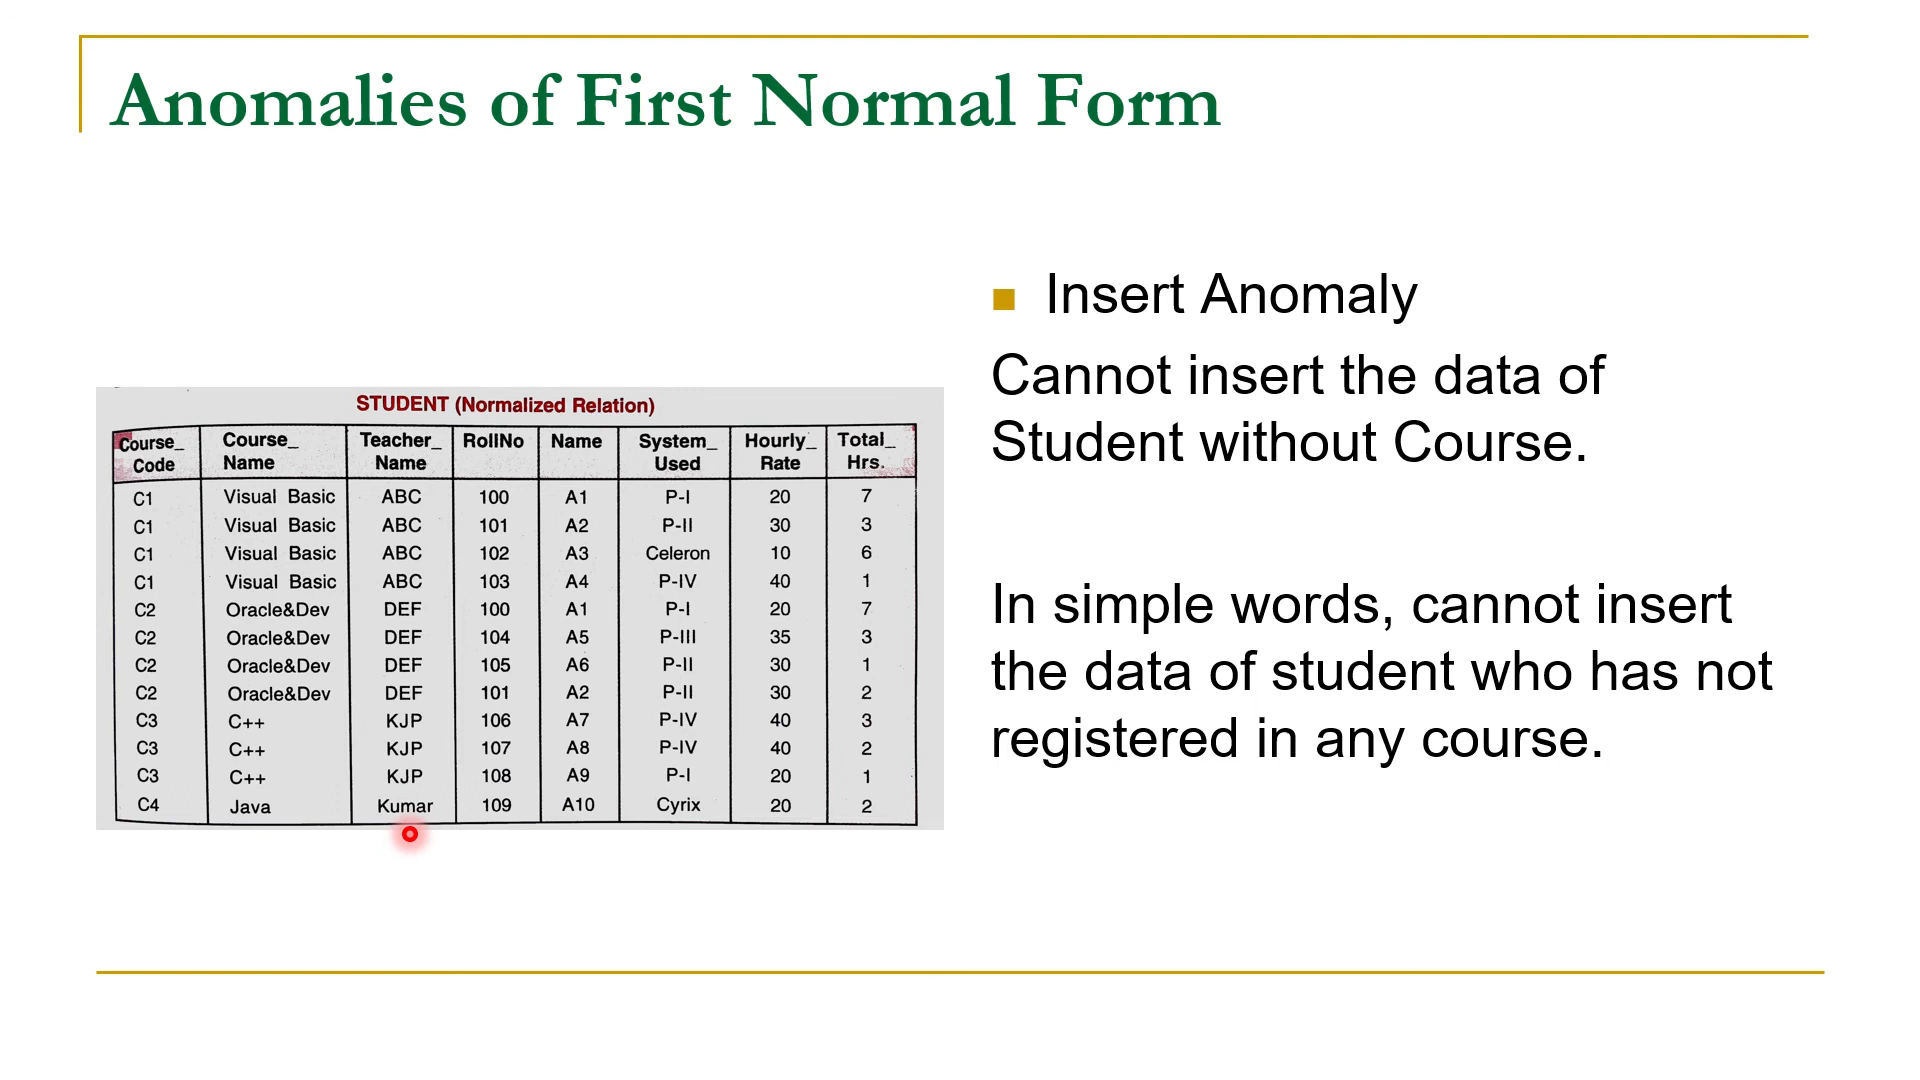 Anomalies of First Normal Form
STUDENT (Normalized Relation)
Course_ Code Course_ Name Teacher_ Name RollNo Name System_ Used Hourly_ Rate Total_ Hrs.
C1 Visual Basic ABC 100 A1 P-I 20 7
C1 Visual Basic ABC 101 A2 P-II 30 3
C1 Visual Basic ABC 102 A3 Celeron 10 6
C1 Visual Basic ABC 103 A4 P-IV 40 1
C2 Oracle&Dev DEF 100 A1 P-I 20 7
C2 Oracle&Dev DEF 104 A5 P-III 35 3
C2 Oracle&Dev DEF 105 A6 P-II 30 1
C2 Oracle&Dev DEF 101 A2 P-II 30 2
C3 C++ KJP 106 A7 P-IV 40 3
C3 C++ KJP 107 A8 P-IV 40 2
C3 C++ KJP 108 A9 P-I 20 1
C4 Java Kumar 109 A10 Cyrix 20 2
Insert Anomaly
Cannot insert the data of
Student without Course.
In simple words, cannot insert
the data of student who has not
registered in any course.